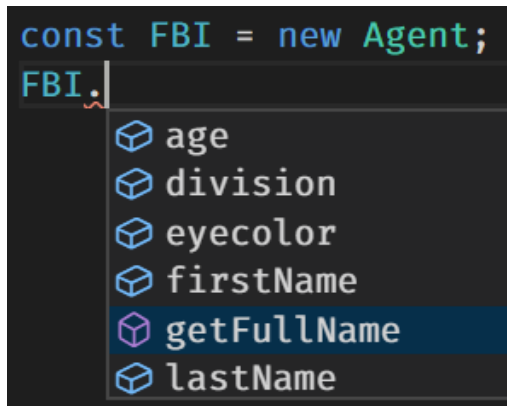 const FBI = new Agent;
FBI.
age
division
eyecolor
firstName
getFullName
lastName